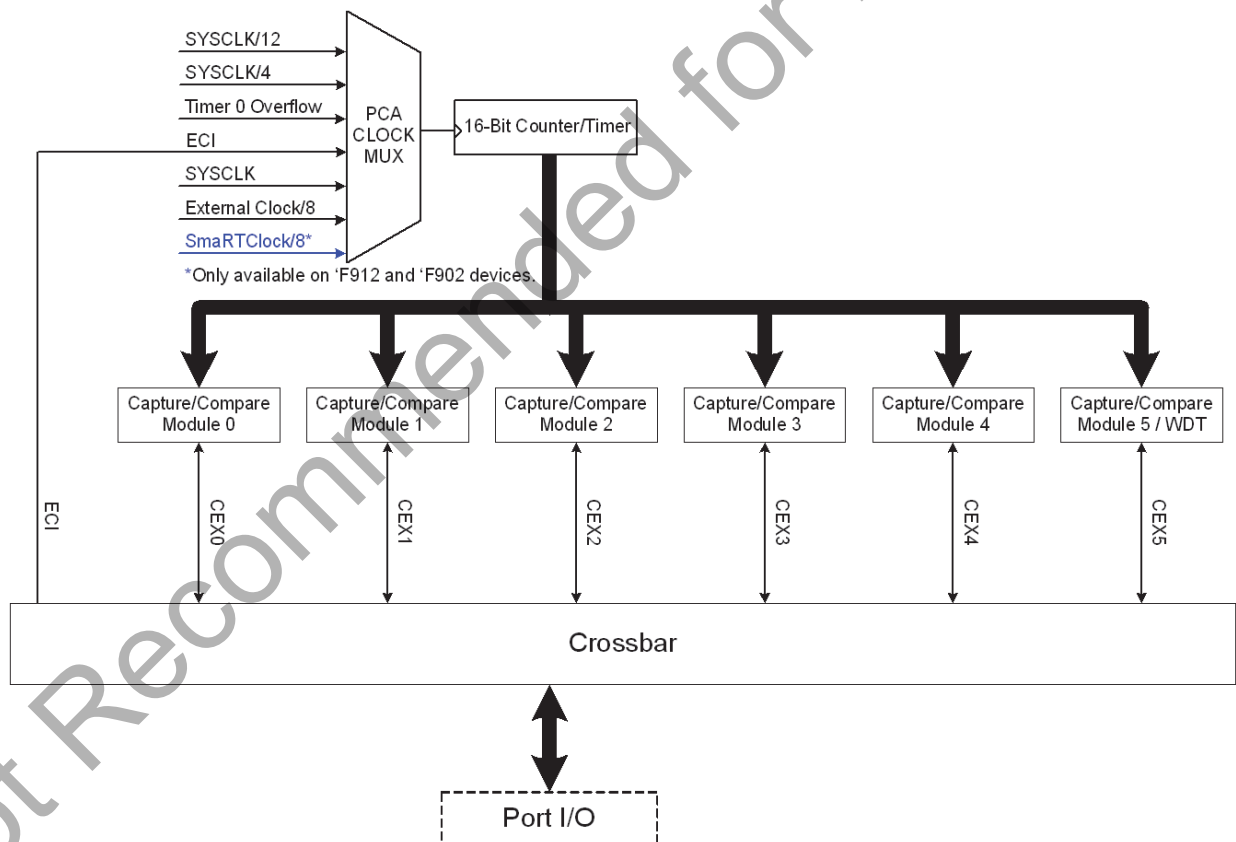 SYSCLK/12
SYSCLK/4
Timer 0 Overflow
ECI
SYSCLK
External Clock/8
SmaRTClock/8*
*Only available on ‘F912 and ‘F902 devices.
PCA
CLOCK
MUX
16-Bit Counter/Timer
Capture/Compare
Module 0
Capture/Compare
Module 1
Capture/Compare
Module 2
Capture/Compare
Module 3
Capture/Compare
Module 4
Capture/Compare
Module 5 / WDT
ECI
CEX0
CEX1
CEX2
CEX3
CEX4
CEX5
Crossbar
Port I/O
Recommended for